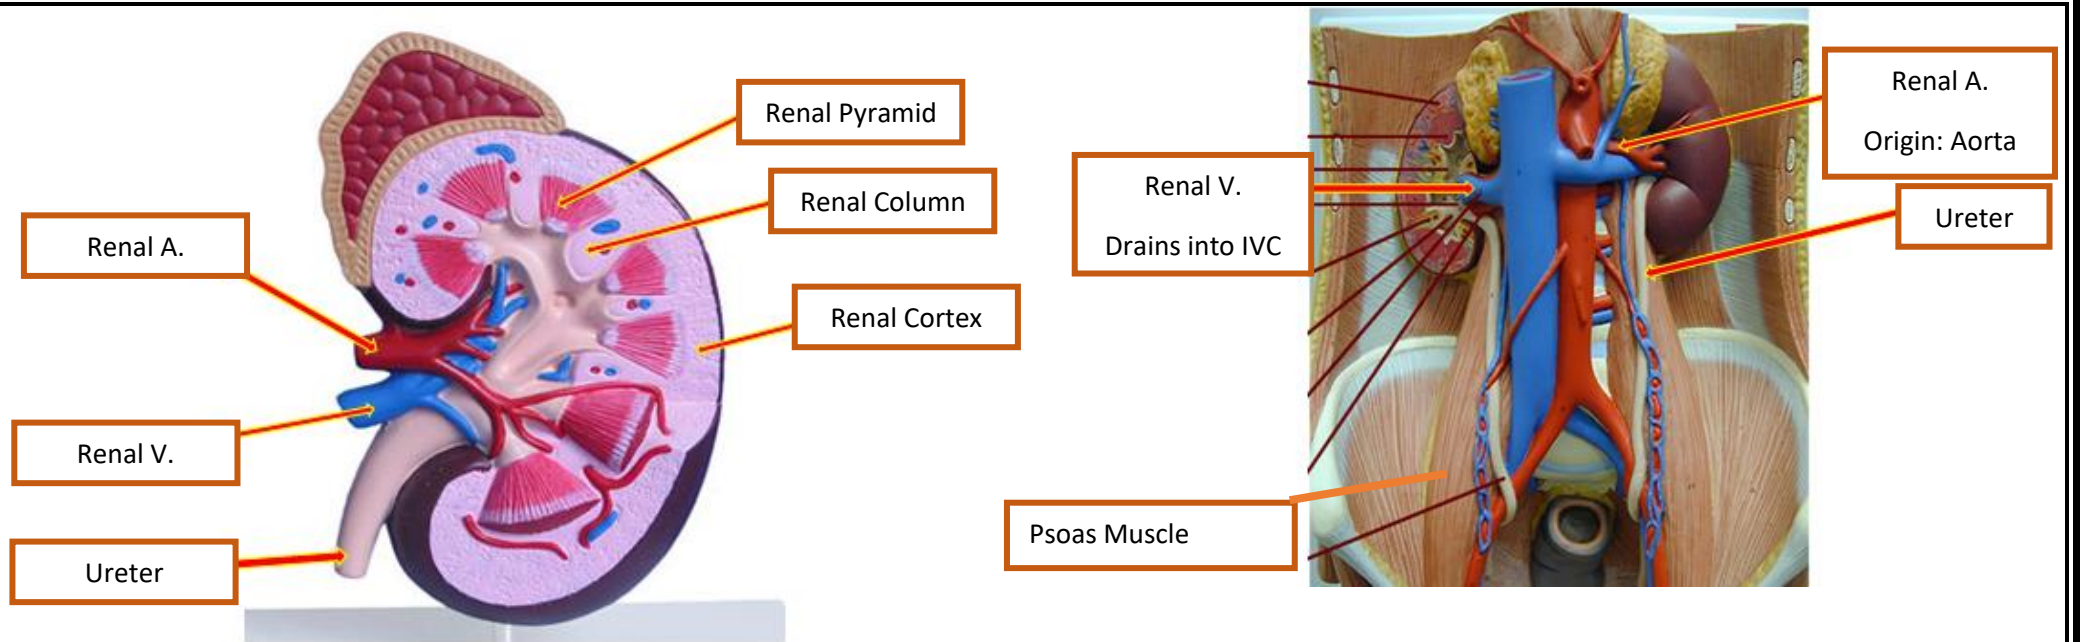 Renal Pyramid
Renal Column
Renal A.
Renal Cortex
Renal V.
Ureter
Renal A.
Origin: Aorta
Renal V.
Drains into IVC
Ureter
Psoas Muscle